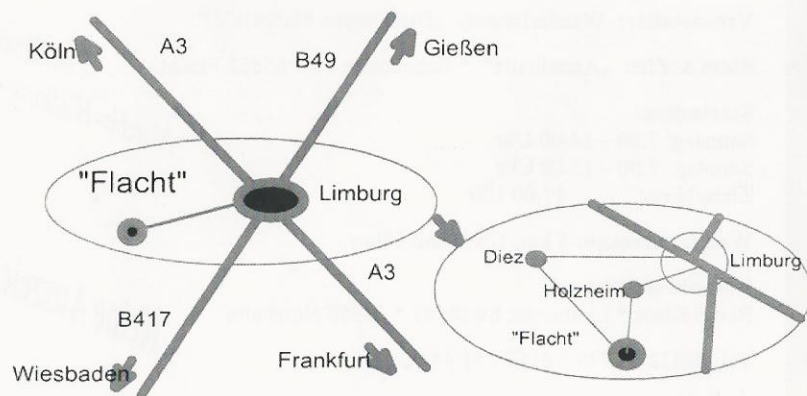 Köln
A3
B49
Gießen
"Flacht"
Limburg
A3
B417
Wiesbaden
Frankfurt
Diez
Limburg
Holzheim
"Flacht"